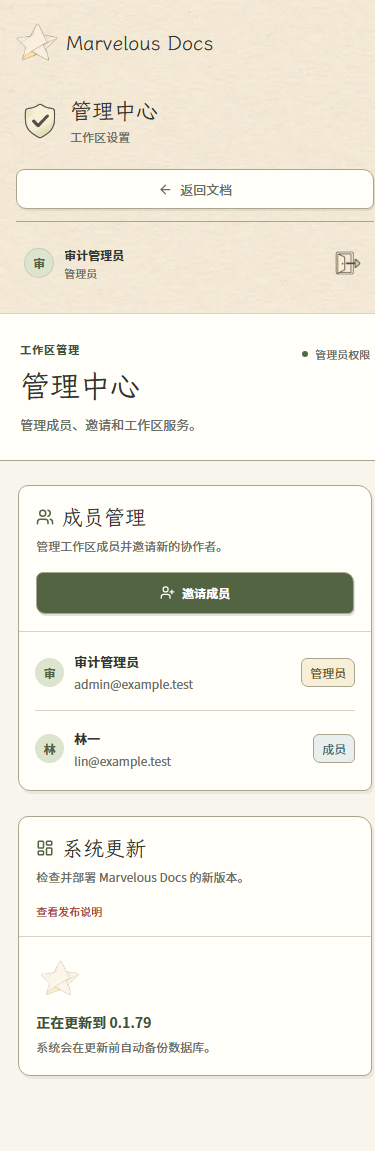 Marvelous Docs
管理中心
工作区设置
返回文档
审
审计管理员
管理员
工作区管理
管理员权限
管理中心
管理成员、邀请和工作区服务。
成员管理
管理工作区成员并邀请新的协作者。
邀请成员
审
审计管理员
admin@example.test
管理员
林
林一
lin@example.test
成员
系统更新
检查并部署 Marvelous Docs 的新版本。
查看发布说明
正在更新到 0.1.79
系统会在更新前自动备份数据库。